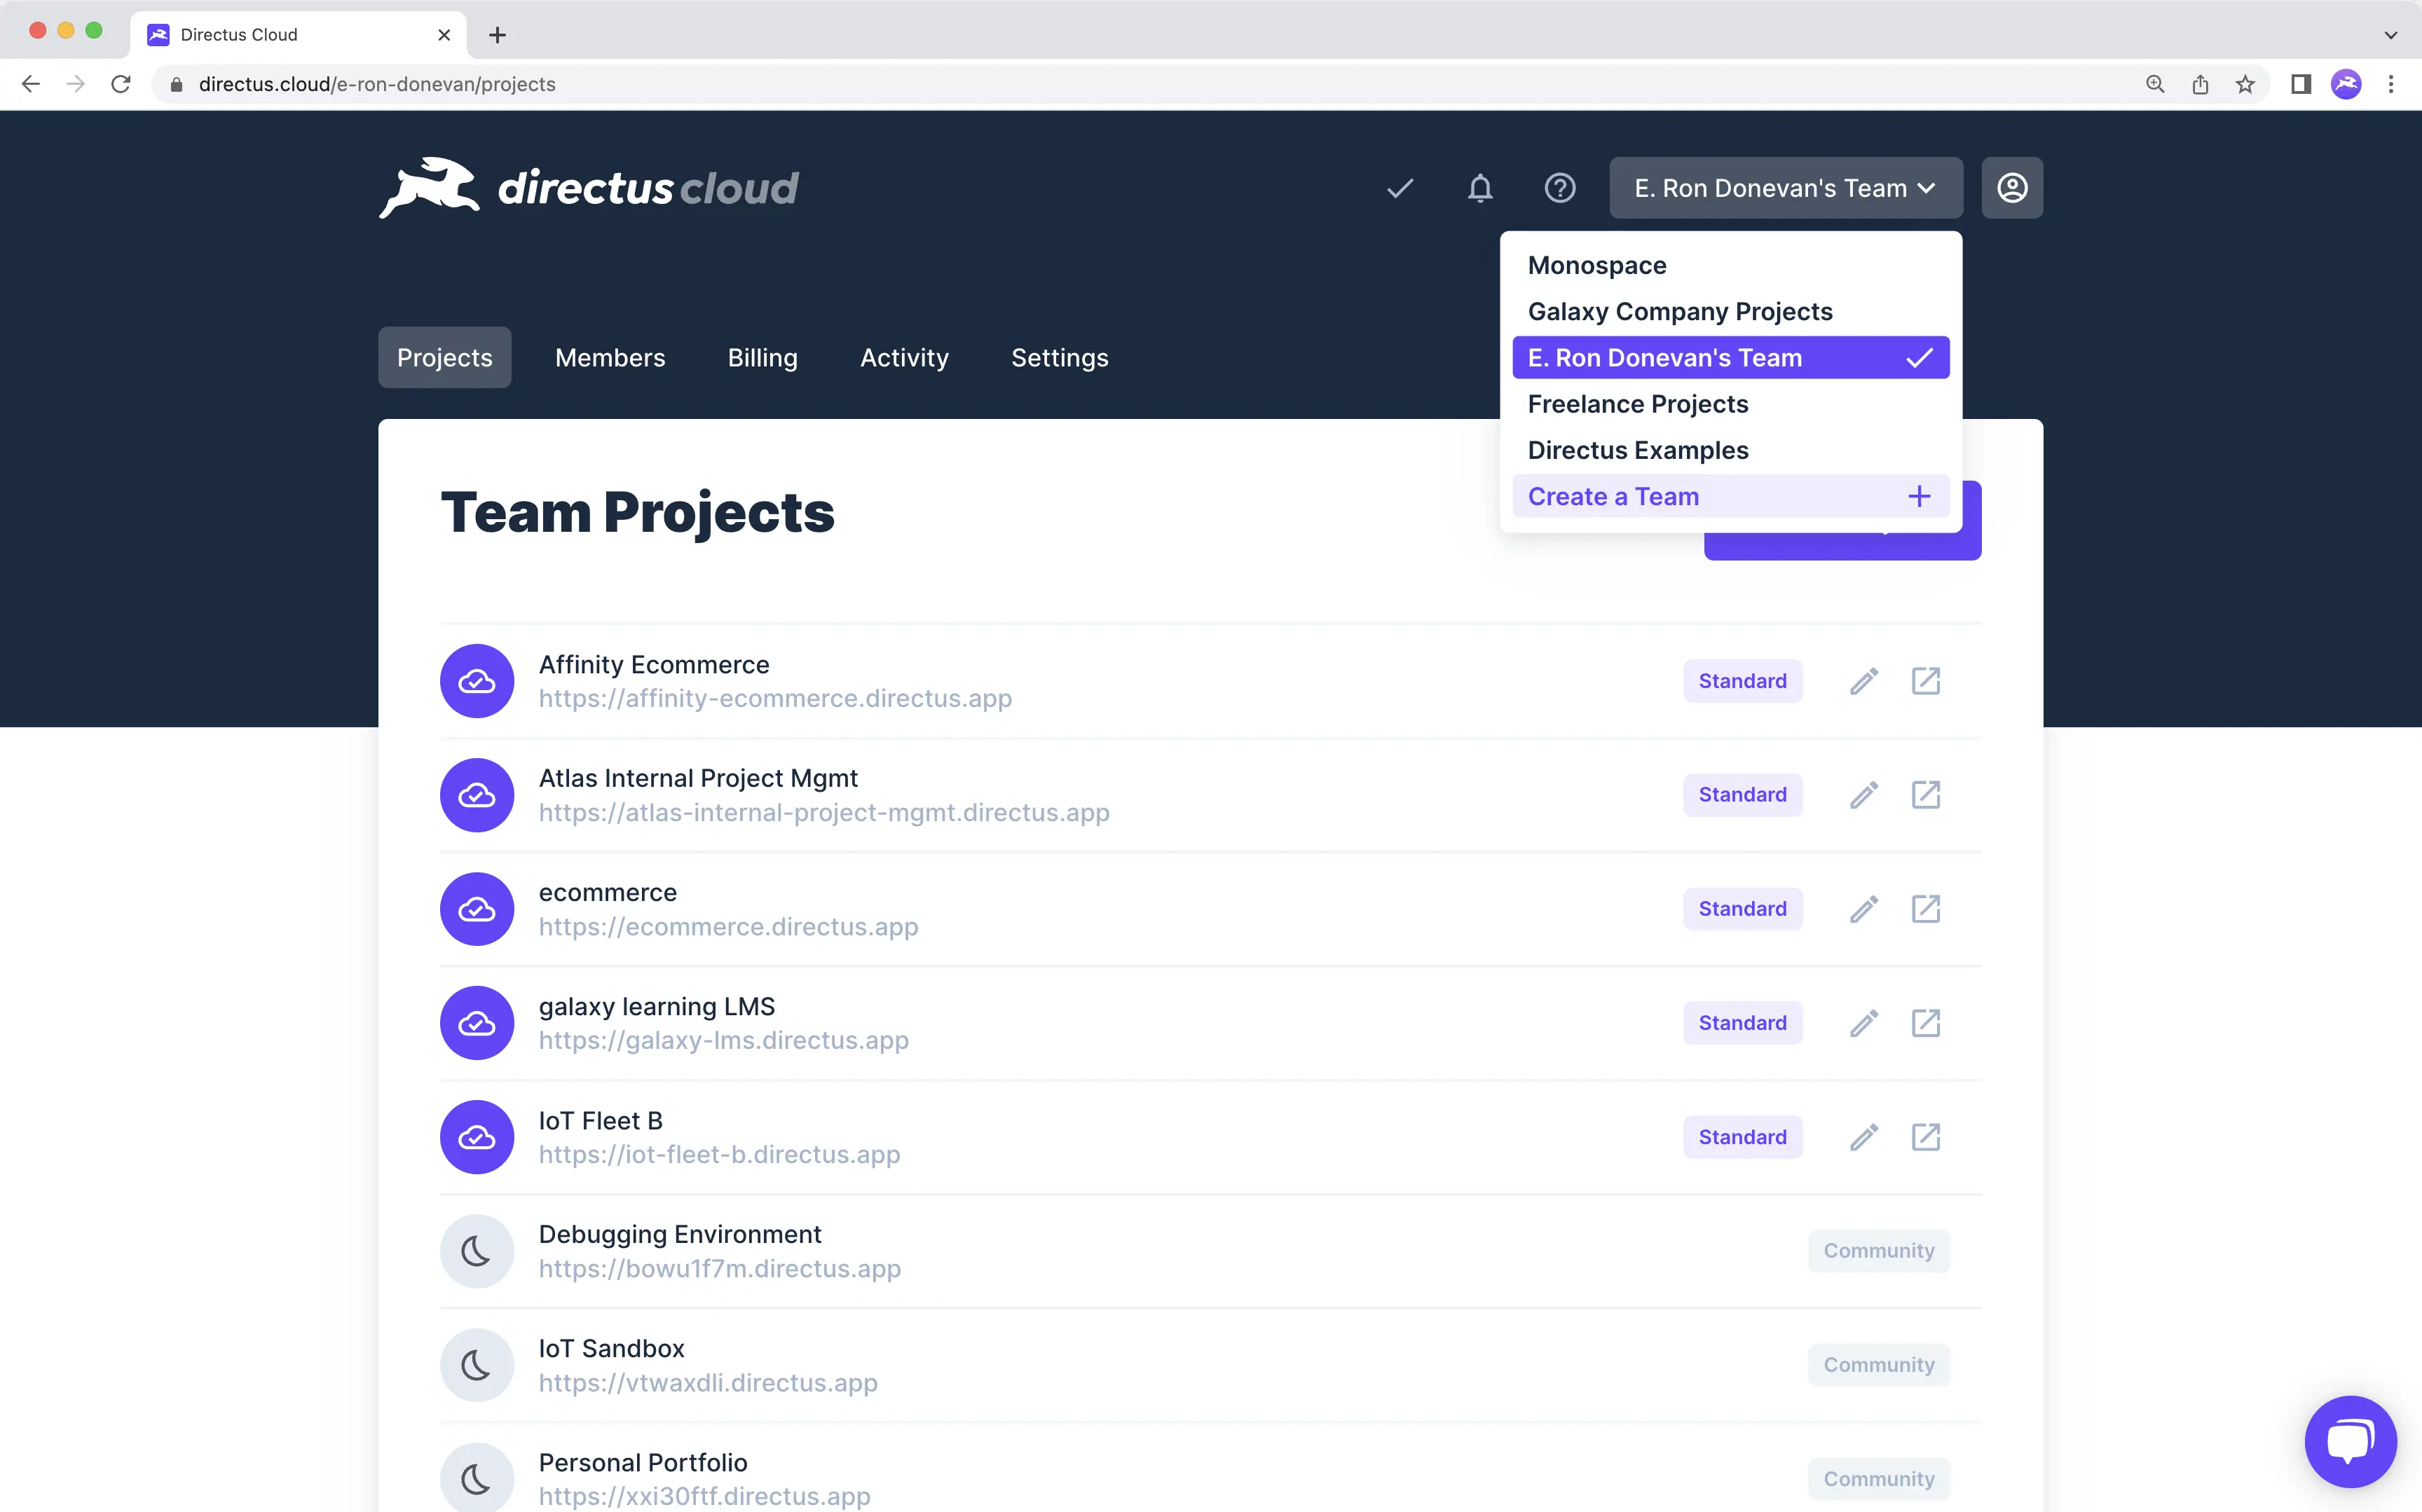 Directus Cloud
directus.cloud/e-ron-donevan/projects
directus cloud
E. Ron Donevan's Team
Monospace
Galaxy Company Projects
E. Ron Donevan's Team
Freelance Projects
Directus Examples
Create a Team
Projects
Members
Billing
Activity
Settings
Team Projects
Affinity Ecommerce
https://affinity-ecommerce.directus.app
Standard
Atlas Internal Project Mgmt
https://atlas-internal-project-mgmt.directus.app
Standard
ecommerce
https://ecommerce.directus.app
Standard
galaxy learning LMS
https://galaxy-lms.directus.app
Standard
IoT Fleet B
https://iot-fleet-b.directus.app
Standard
Debugging Environment
https://bowu1f7m.directus.app
Community
IoT Sandbox
https://vtwaxdli.directus.app
Community
Personal Portfolio
https://xxi30ftf.directus.app
Community